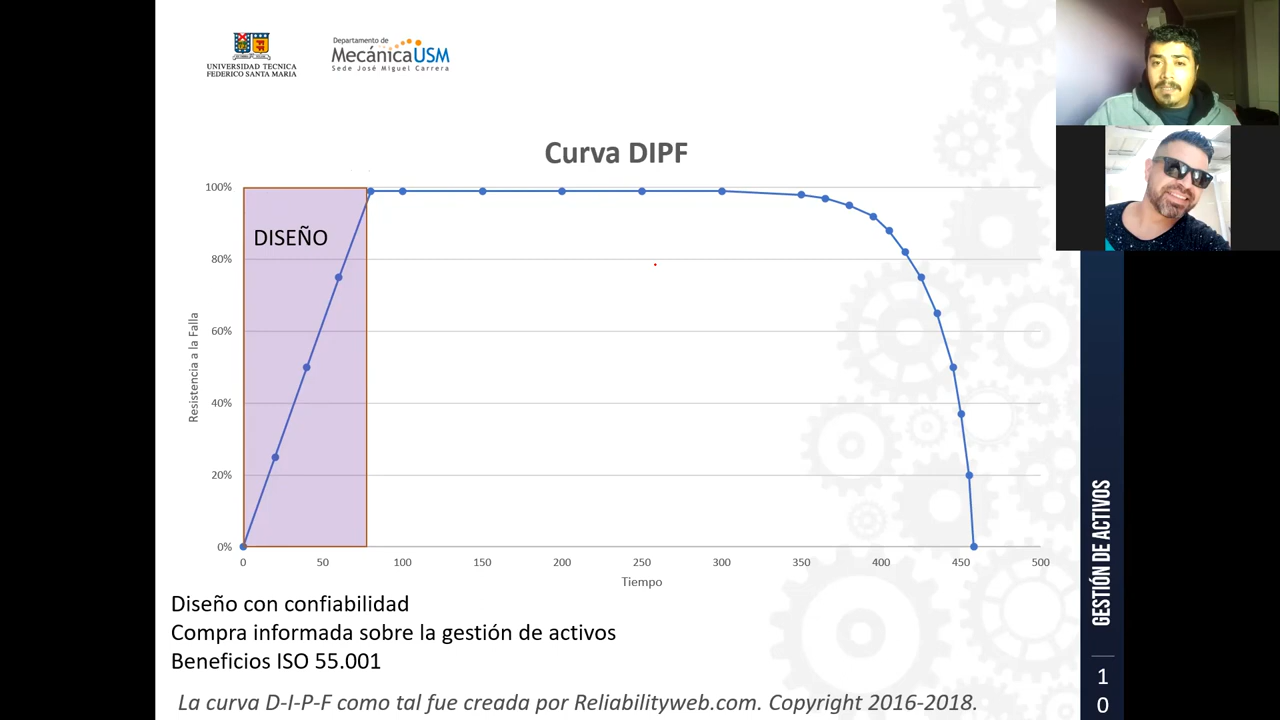 UNIVERSIDAD TECNICA
FEDERICO SANTA MARIA
Departamento de
MecánicaUSM
Sede José Miguel Carrera
Curva DIPF
100%
80%
60%
40%
20%
0%
Resistencia a la Falla
DISEÑO
0 50 100 150 200 250 300 350 400 450 500
Tiempo
Diseño con confiabilidad
Compra informada sobre la gestión de activos
Beneficios ISO 55.001
La curva D-I-P-F como tal fue creada por Reliabilityweb.com. Copyright 2016-2018.
GESTIÓN DE ACTIVOS
1
0